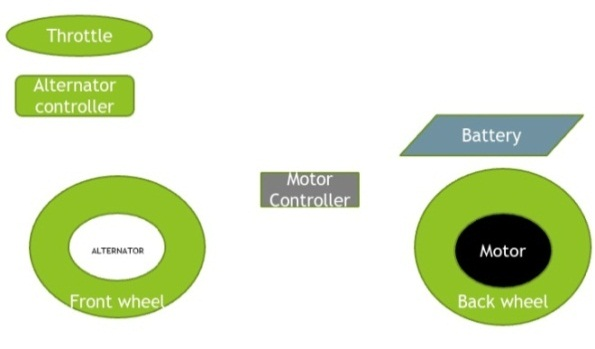 Throttle
Alternator
controller
Battery
Motor
Controller
ALTERNATOR
Motor
Front wheel
Back wheel